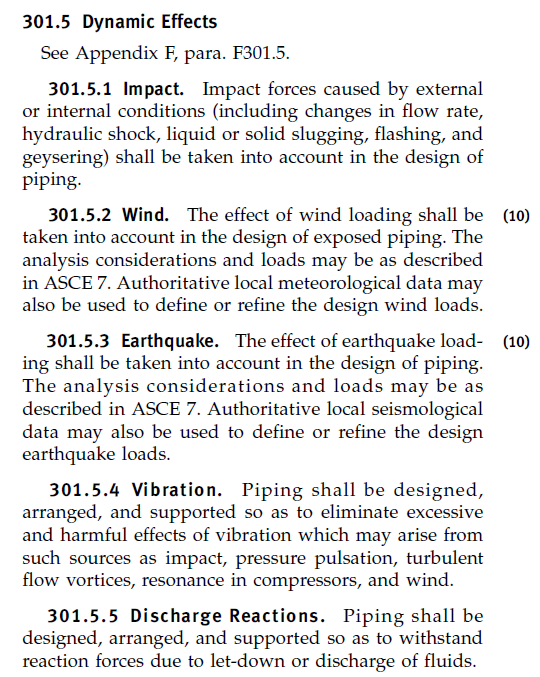 301.5 Dynamic Effects
See Appendix F, para. F301.5.
301.5.1 Impact. Impact forces caused by external
or internal conditions (including changes in flow rate,
hydraulic shock, liquid or solid slugging, flashing, and
geysering) shall be taken into account in the design of
piping.
301.5.2 Wind. The effect of wind loading shall be (10)
taken into account in the design of exposed piping. The
analysis considerations and loads may be as described
in ASCE 7. Authoritative local meteorological data may
also be used to define or refine the design wind loads.
301.5.3 Earthquake. The effect of earthquake load- (10)
ing shall be taken into account in the design of piping.
The analysis considerations and loads may be as
described in ASCE 7. Authoritative local seismological
data may also be used to define or refine the design
earthquake loads.
301.5.4 Vibration. Piping shall be designed,
arranged, and supported so as to eliminate excessive
and harmful effects of vibration which may arise from
such sources as impact, pressure pulsation, turbulent
flow vortices, resonance in compressors, and wind.
301.5.5 Discharge Reactions. Piping shall be
designed, arranged, and supported so as to withstand
reaction forces due to let-down or discharge of fluids.